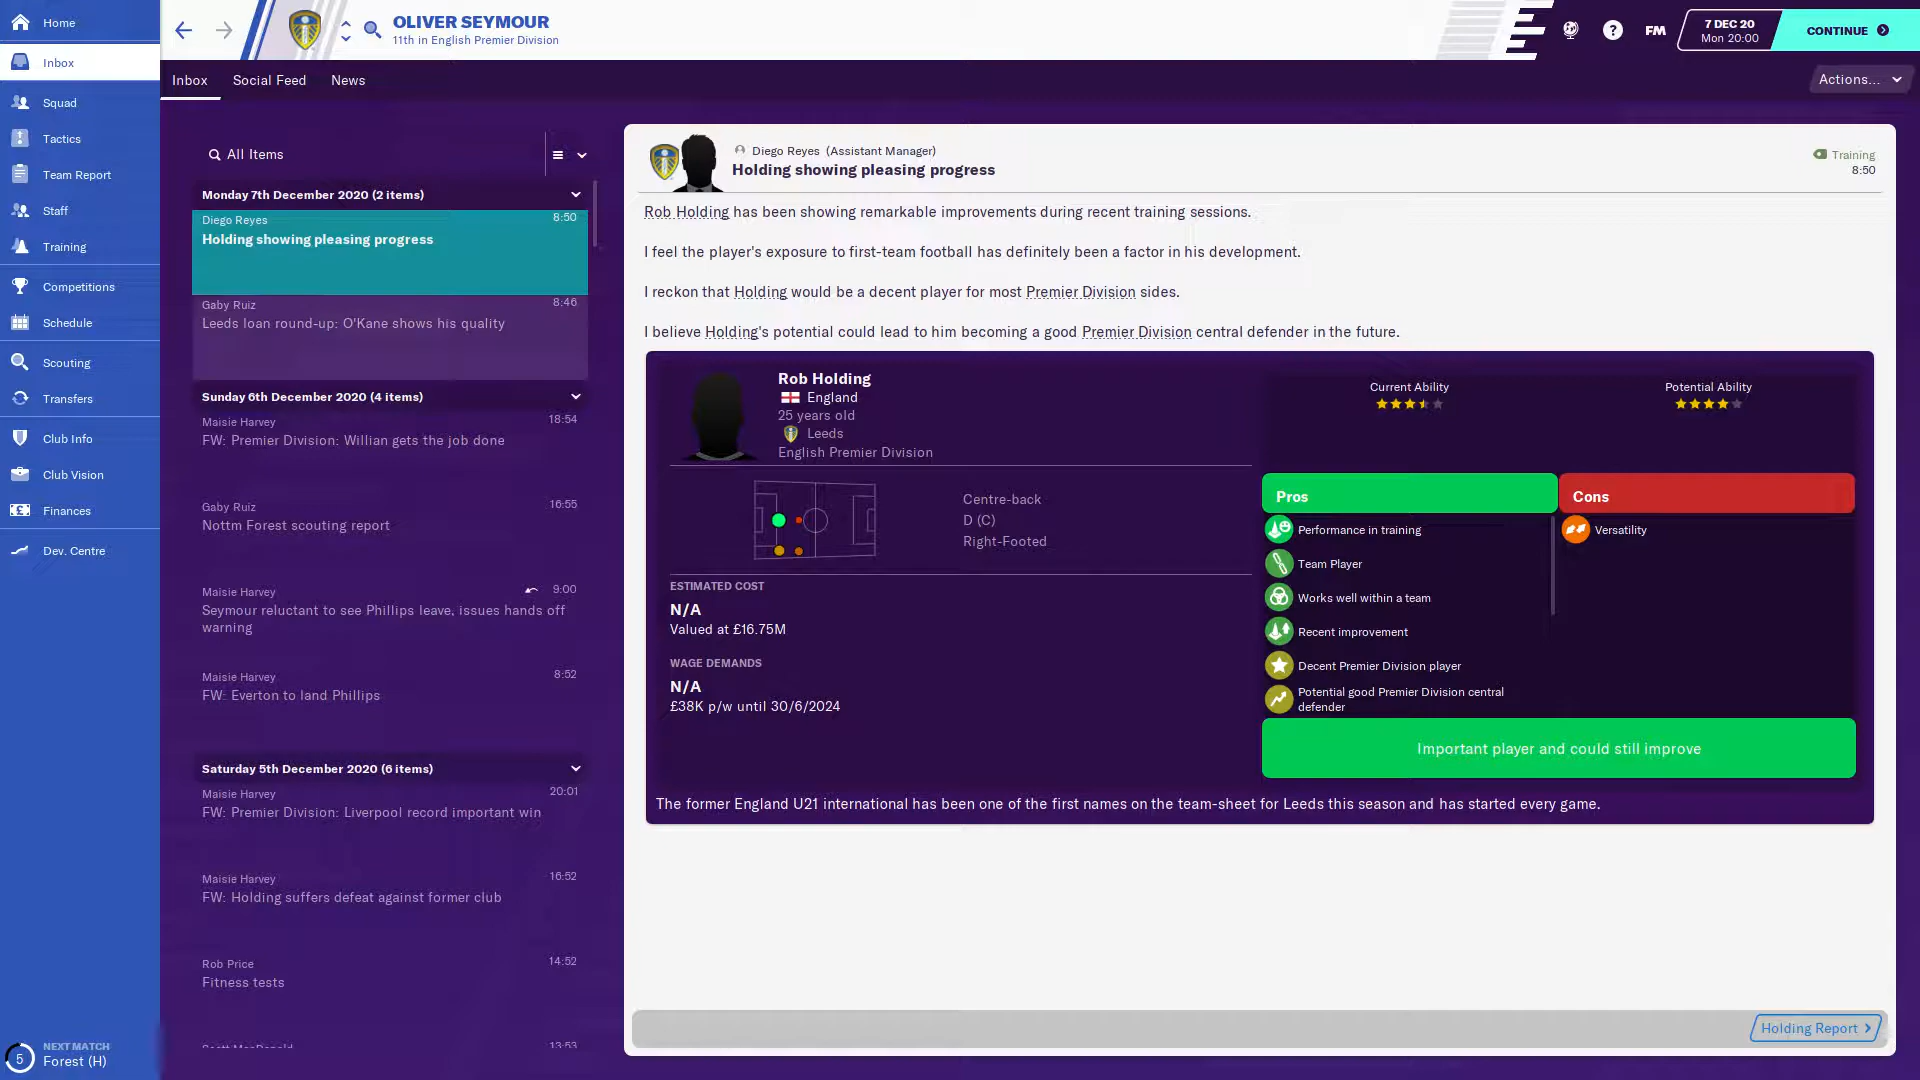 Home
Inbox
Squad
Tactics
Team Report
Staff
Training
Competitions
Schedule
Scouting
Transfers
Club Info
Club Vision
Finances
Dev. Centre
5
NEXT MATCH
Forest (H)
OLIVER SEYMOUR
11th in English Premier Division
?
FM
7 DEC 20
Mon 20:00
CONTINUE
Inbox
Social Feed
News
Actions...
All Items
Monday 7th December 2020 (2 items)
Diego Reyes
8:50
Holding showing pleasing progress
Gaby Ruiz
8:46
Leeds loan round-up: O'Kane shows his quality
Sunday 6th December 2020 (4 items)
Maisie Harvey
18:54
FW: Premier Division: Willian gets the job done
Gaby Ruiz
16:55
Nottm Forest scouting report
Maisie Harvey
9:00
Seymour reluctant to see Phillips leave, issues hands off
warning
Maisie Harvey
8:52
FW: Everton to land Phillips
Saturday 5th December 2020 (6 items)
Maisie Harvey
20:01
FW: Premier Division: Liverpool record important win
Maisie Harvey
16:52
FW: Holding suffers defeat against former club
Rob Price
14:52
Fitness tests
13:53
Diego Reyes (Assistant Manager)
Holding showing pleasing progress
Training
8:50
Rob Holding has been showing remarkable improvements during recent training sessions.
I feel the player's exposure to first-team football has definitely been a factor in his development.
I reckon that Holding would be a decent player for most Premier Division sides.
I believe Holding's potential could lead to him becoming a good Premier Division central defender in the future.
Rob Holding
England
25 years old
Leeds
English Premier Division
Centre-back
D (C)
Right-Footed
ESTIMATED COST
N/A
Valued at £16.75M
WAGE DEMANDS
N/A
£38K p/w until 30/6/2024
Current Ability
Potential Ability
Pros
Cons
Performance in training
Team Player
Works well within a team
Recent improvement
Decent Premier Division player
Potential good Premier Division central
defender
Versatility
Important player and could still improve
The former England U21 international has been one of the first names on the team-sheet for Leeds this season and has started every game.
Holding Report